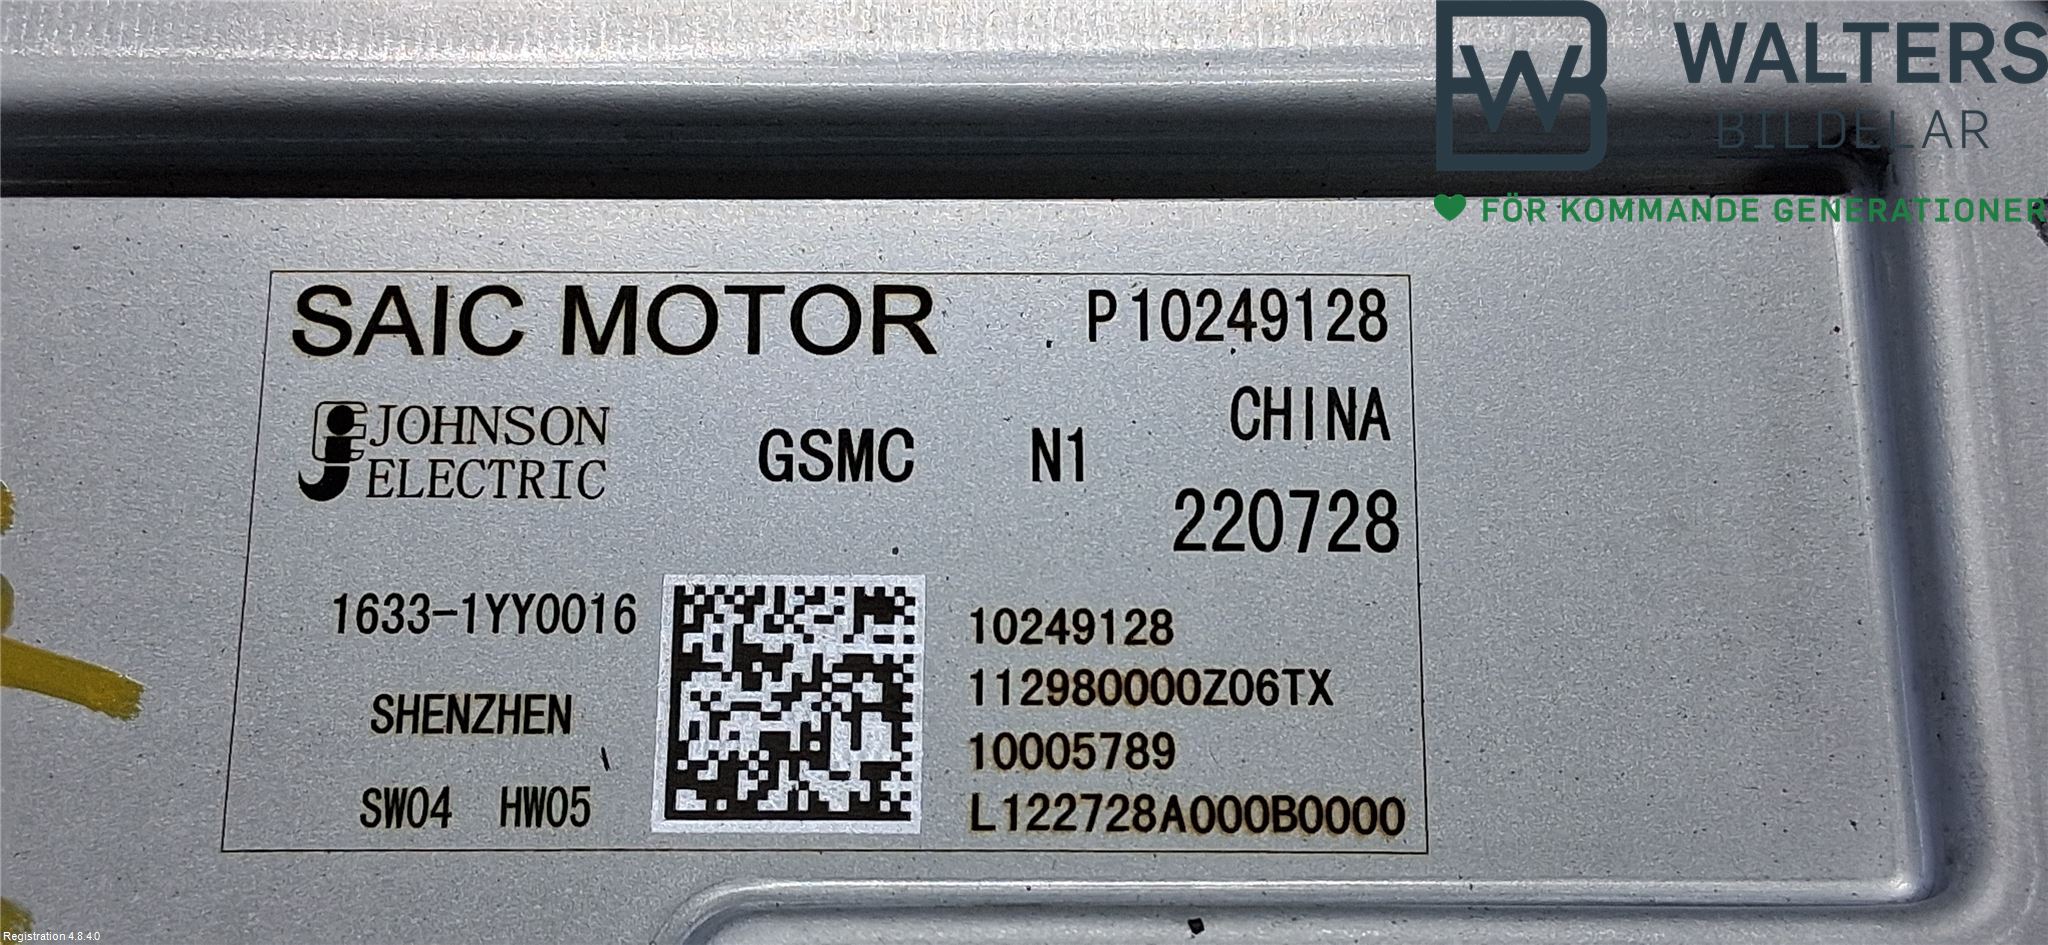 WALTERS
BILDELAR
FÖR KOMMANDE GENERATIONER
SAIC MOTOR P10249128
JOHNSON
ELECTRIC
GSMC N1
CHINA
220728
1633-1YY0016
SHENZHEN
SW04 HW05
10249128
112980000Z06TX
10005789
L122728A000B0000
Registration 4.8.4.0